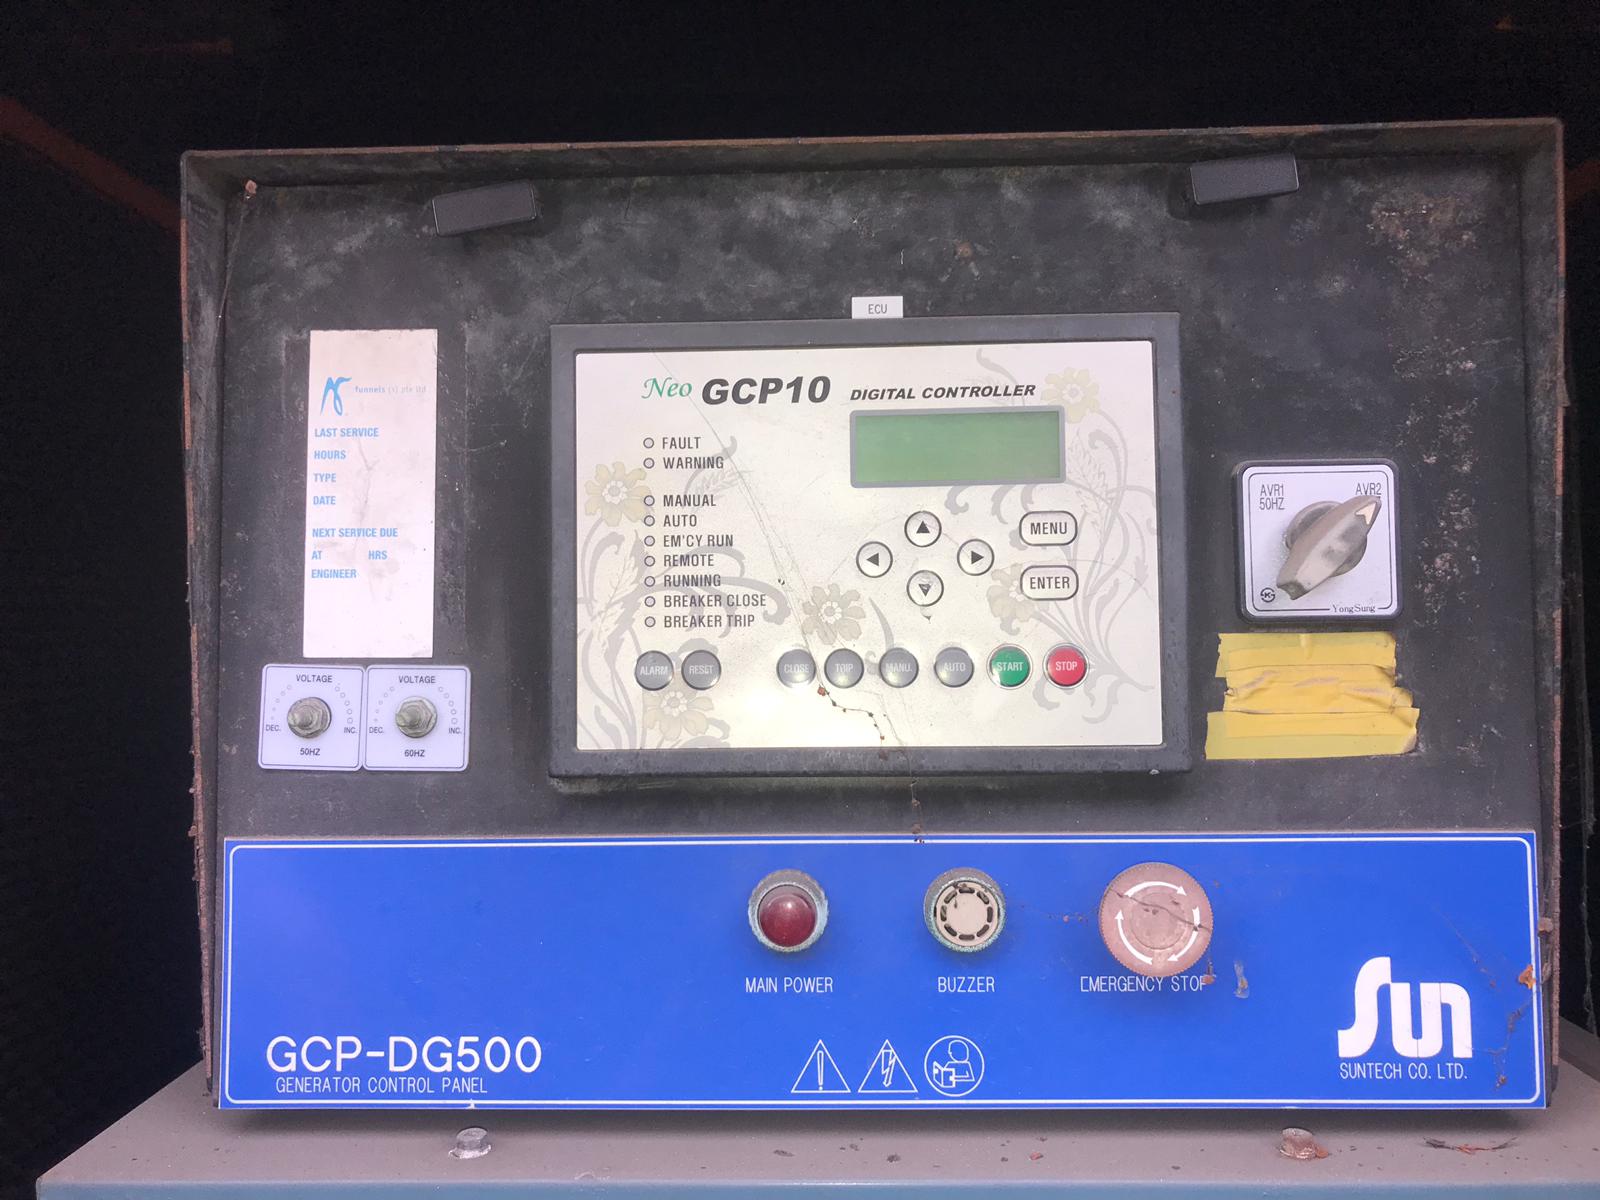 ECU
funnels (s) pte ltd
LAST SERVICE
HOURS
TYPE
DATE
NEXT SERVICE DUE
AT HRS
ENGINEER
VOLTAGE
DEC. INC.
50HZ
VOLTAGE
DEC. INC.
60HZ
Neo GCP10 DIGITAL CONTROLLER
FAULT
WARNING
MANUAL
AUTO
EM'CY RUN
REMOTE
RUNNING
BREAKER CLOSE
BREAKER TRIP
MENU
ENTER
ALARM RESET CLOSE TRIP MANU. AUTO START STOP
AVR1 AVR2
50HZ
YongSung
MAIN POWER BUZZER EMERGENCY STOP
GCP-DG500
GENERATOR CONTROL PANEL
Sun
SUNTECH CO. LTD.